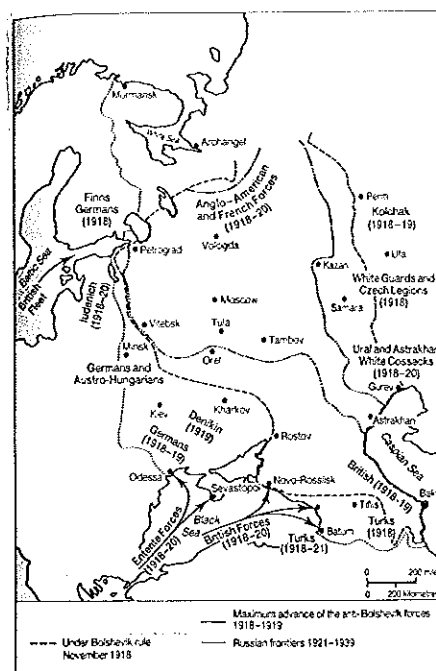 Murmansk
White Sea
Archangel
Finns
Germans
(1918)
Anglo-American
and French Forces
(1918-20)
Perm
Kolchak
(1918-19)
Baltic Sea
British
Fleet
Petrograd
Vologda
Iudenich
(1918-20)
Kazan
Ufa
White Guards and
Czech Legions
(1918)
Moscow
Samara
Vitebsk
Tula
Tambov
Minsk
Orel
Ural and Astrakhan
White Cossacks
(1918-20)
Germans and
Austro-Hungarians
Gurev
Kiev
Kharkov
Denikin
(1919)
Germans
(1918-19)
Astrakhan
Rostov
Caspian Sea
Odessa
Sevastopol
Novo-Rossisk
British (1918-19)
Entente Forces
(1918-20)
Black
Sea
British Forces
(1918-20)
Tiflis
Turks
(1918)
Turks
(1918-21)
Batum
0 200 miles
0 200 kilometres
Maximum advance of the anti-Bolshevik forces
1918-1919
Under Bolshevik rule
November 1918
Russian frontiers 1921-1939